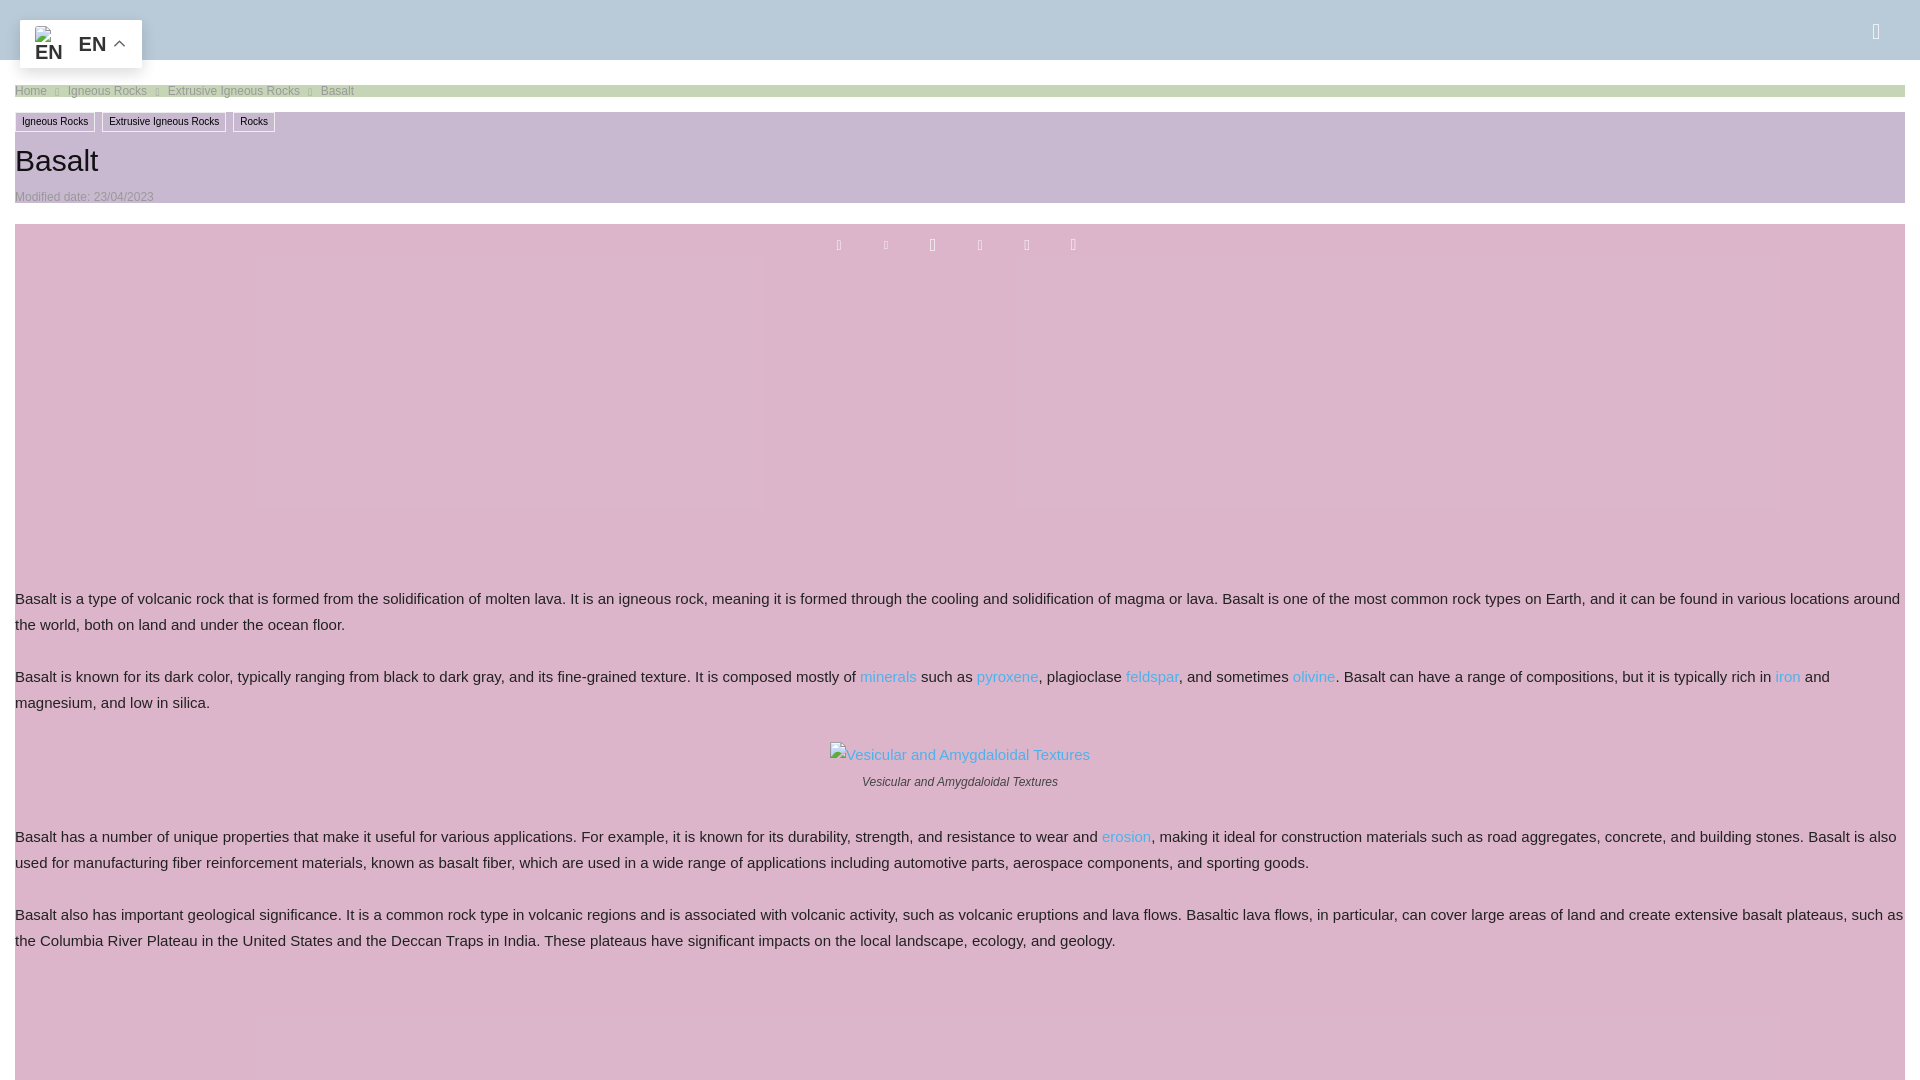 EN EN
Home Igneous Rocks Extrusive Igneous Rocks Basalt
Igneous Rocks Extrusive Igneous Rocks Rocks
Basalt
Modified date: 23/04/2023
Basalt is a type of volcanic rock that is formed from the solidification of molten lava. It is an igneous rock, meaning it is formed through the cooling and solidification of magma or lava. Basalt is one of the most common rock types on Earth, and it can be found in various locations around
the world, both on land and under the ocean floor.
Basalt is known for its dark color, typically ranging from black to dark gray, and its fine-grained texture. It is composed mostly of minerals such as pyroxene, plagioclase feldspar, and sometimes olivine. Basalt can have a range of compositions, but it is typically rich in iron and
magnesium, and low in silica.
Vesicular and Amygdaloidal Textures
Vesicular and Amygdaloidal Textures
Basalt has a number of unique properties that make it useful for various applications. For example, it is known for its durability, strength, and resistance to wear and erosion, making it ideal for construction materials such as road aggregates, concrete, and building stones. Basalt is also
used for manufacturing fiber reinforcement materials, known as basalt fiber, which are used in a wide range of applications including automotive parts, aerospace components, and sporting goods.
Basalt also has important geological significance. It is a common rock type in volcanic regions and is associated with volcanic activity, such as volcanic eruptions and lava flows. Basaltic lava flows, in particular, can cover large areas of land and create extensive basalt plateaus, such as
the Columbia River Plateau in the United States and the Deccan Traps in India. These plateaus have significant impacts on the local landscape, ecology, and geology.